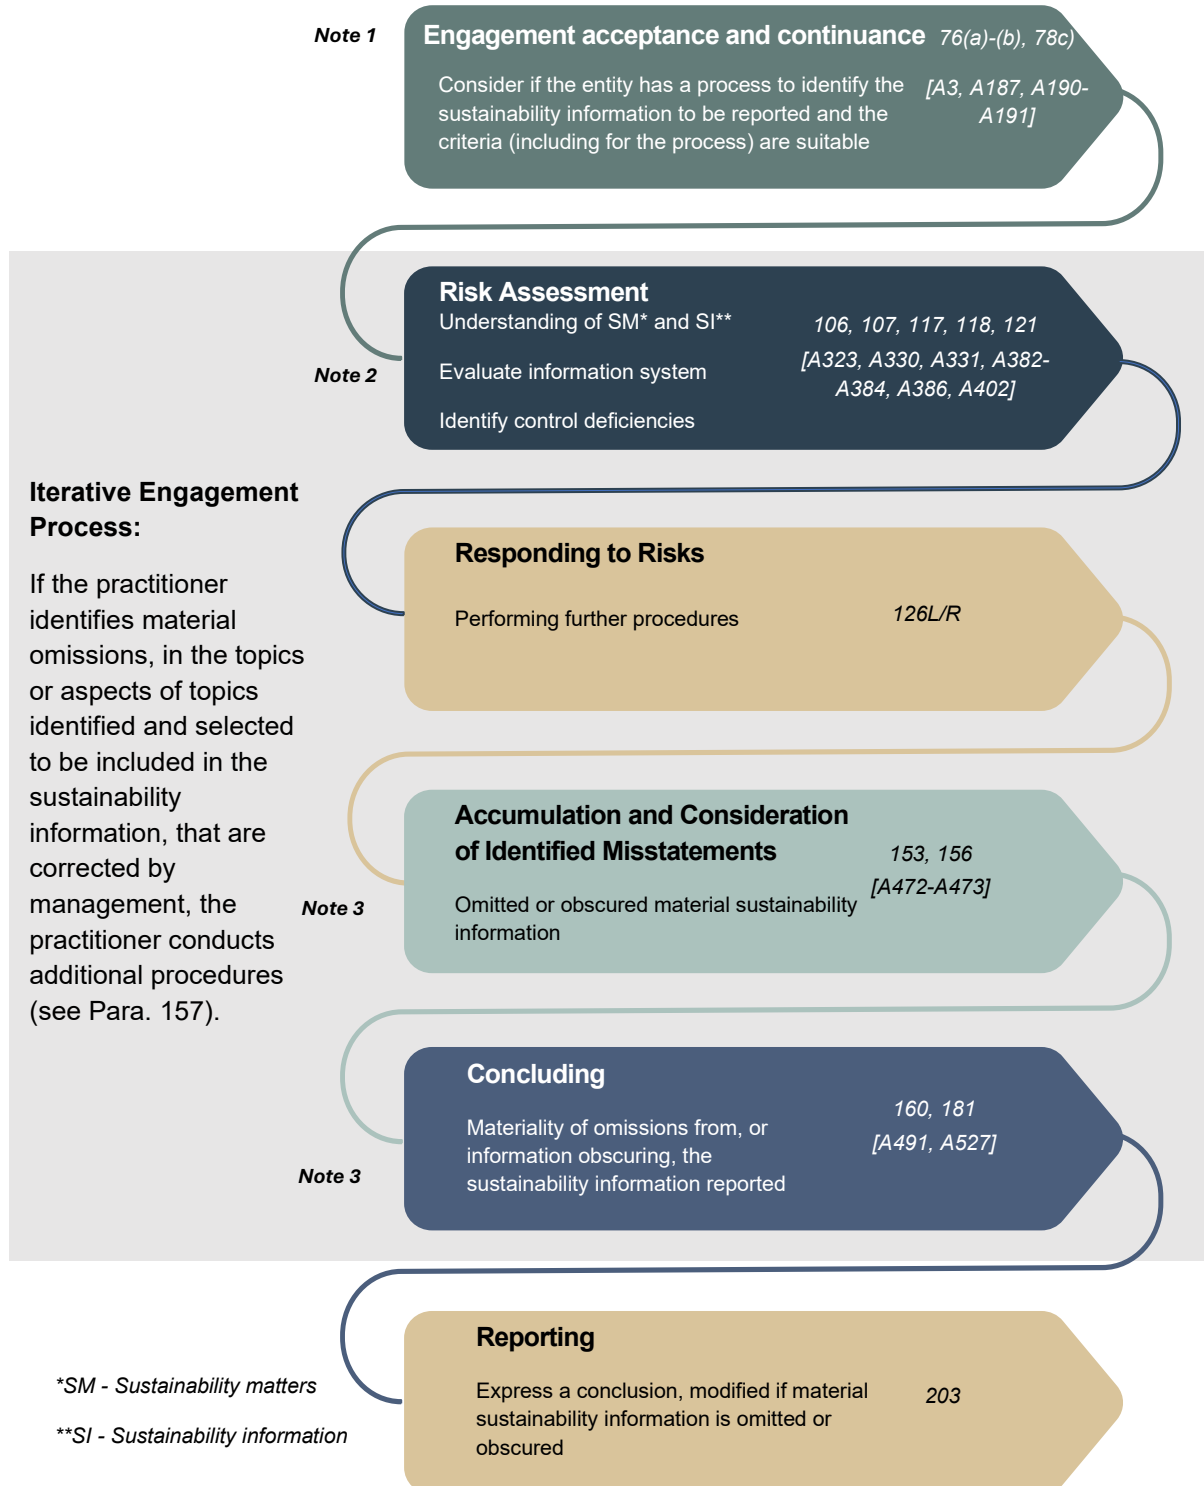 Note 1
Engagement acceptance and continuance 76(a)-(b), 78c)
Consider if the entity has a process to identify the
sustainability information to be reported and the
criteria (including for the process) are suitable
[A3, A187, A190-
A191]
Risk Assessment
Understanding of SM* and SI**
Evaluate information system
Identify control deficiencies
106, 107, 117, 118, 121
[A323, A330, A331, A382-
A384, A386, A402]
Note 2
Iterative Engagement
Process:
If the practitioner
identifies material
omissions, in the topics
or aspects of topics
identified and selected
to be included in the
sustainability
information, that are
corrected by
management, the
practitioner conducts
additional procedures
(see Para. 157).
Responding to Risks
Performing further procedures
126L/R
Accumulation and Consideration
of Identified Misstatements
Omitted or obscured material sustainability
information
153, 156
[A472-A473]
Note 3
Concluding
Materiality of omissions from, or
information obscuring, the
sustainability information reported
160, 181
[A491, A527]
Note 3
Reporting
Express a conclusion, modified if material
sustainability information is omitted or
obscured
203
*SM - Sustainability matters
**SI - Sustainability information